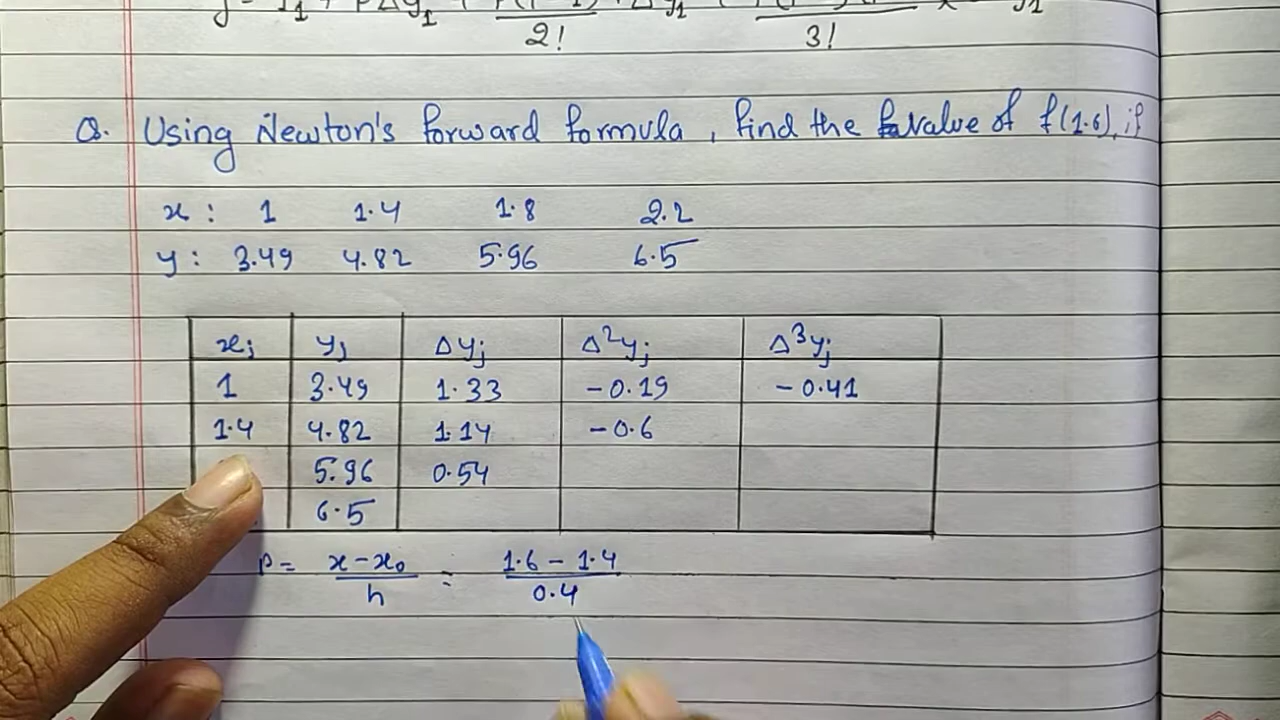 2! 3!
Q. Using Newton's forward formula, find the value of f(1.6), if
x : 1 1.4 1.8 2.2
y : 3.49 4.82 5.96 6.5
xj yj Δyj Δ²yj Δ³yj
1 3.49 1.33 -0.19 -0.41
1.4 4.82 1.14 -0.6
5.96 0.54
6.5
P = x - x₀ / h = 1.6 - 1.4 / 0.4